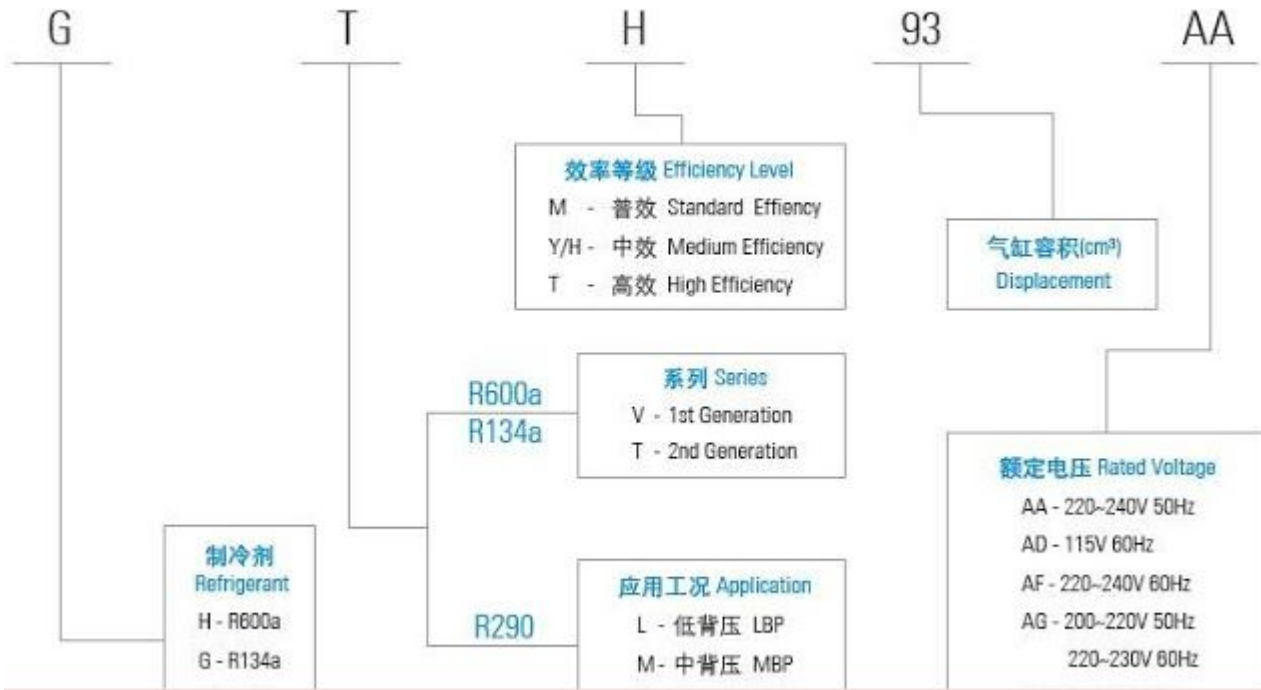 G T H 93 AA
效率等级 Efficiency Level
M - 普效 Standard Effiency
Y/H - 中效 Medium Efficiency
T - 高效 High Efficiency
气缸容积(cm³)
Displacement
R600a
R134a
系列 Series
V - 1st Generation
T - 2nd Generation
额定电压 Rated Voltage
AA - 220~240V 50Hz
AD - 115V 60Hz
AF - 220~240V 60Hz
AG - 200~220V 50Hz
220~230V 60Hz
制冷剂
Refrigerant
H - R600a
G - R134a
R290
应用工况 Application
L - 低背压 LBP
M - 中背压 MBP